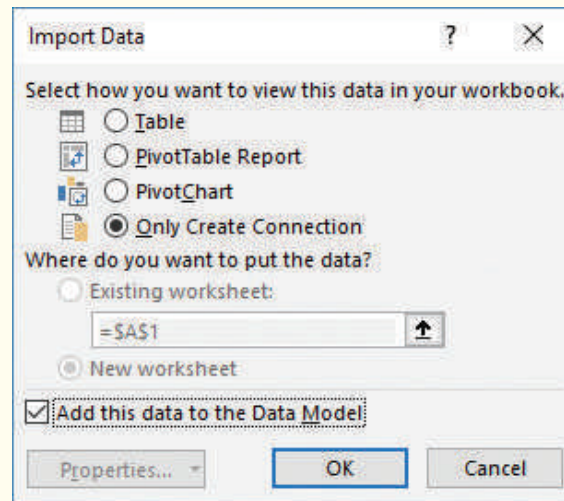 Import Data ? X
Select how you want to view this data in your workbook.
Table
PivotTable Report
PivotChart
Only Create Connection
Where do you want to put the data?
Existing worksheet:
=$A$1
New worksheet
Add this data to the Data Model
Properties...
OK
Cancel